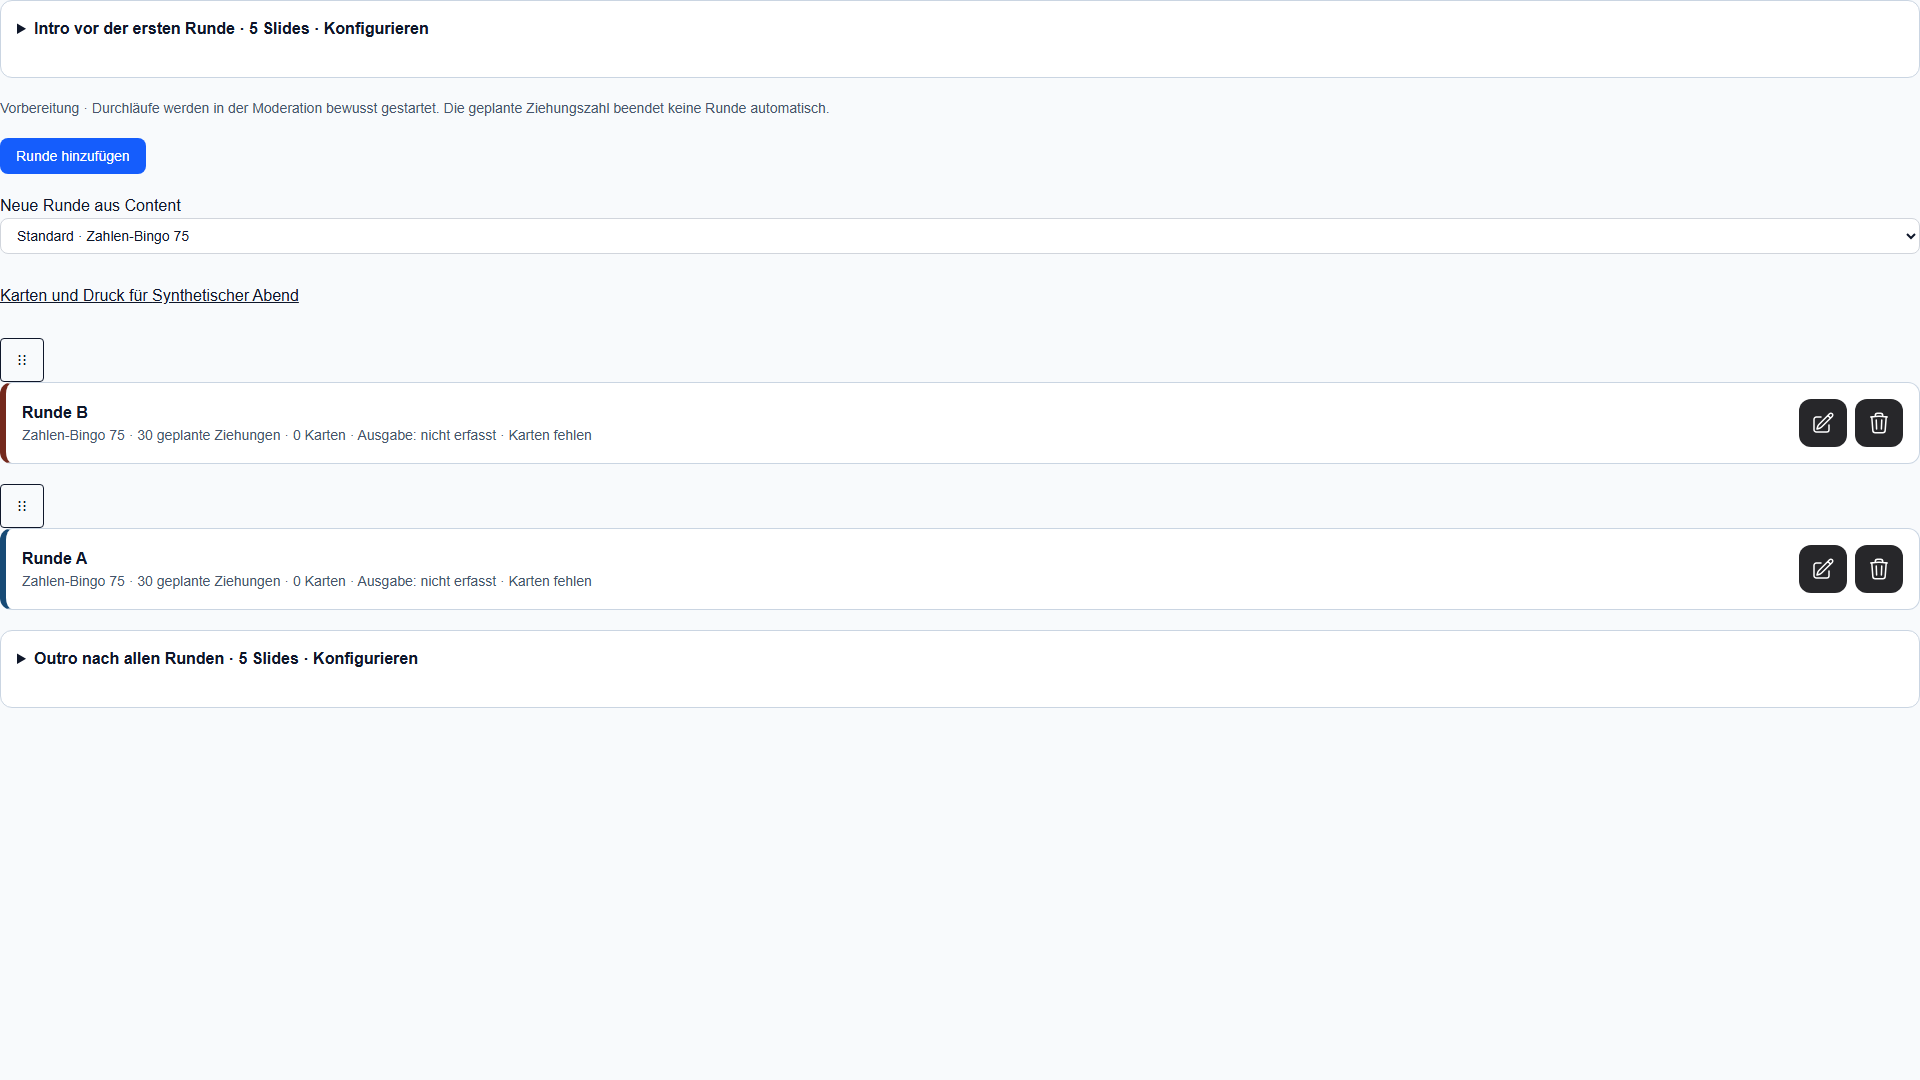 Intro vor der ersten Runde · 5 Slides · Konfigurieren
Vorbereitung · Durchläufe werden in der Moderation bewusst gestartet. Die geplante Ziehungszahl beendet keine Runde automatisch.
Runde hinzufügen
Neue Runde aus Content
Standard · Zahlen-Bingo 75
Karten und Druck für Synthetischer Abend
Runde B
Zahlen-Bingo 75 · 30 geplante Ziehungen · 0 Karten · Ausgabe: nicht erfasst · Karten fehlen
Runde A
Zahlen-Bingo 75 · 30 geplante Ziehungen · 0 Karten · Ausgabe: nicht erfasst · Karten fehlen
Outro nach allen Runden · 5 Slides · Konfigurieren